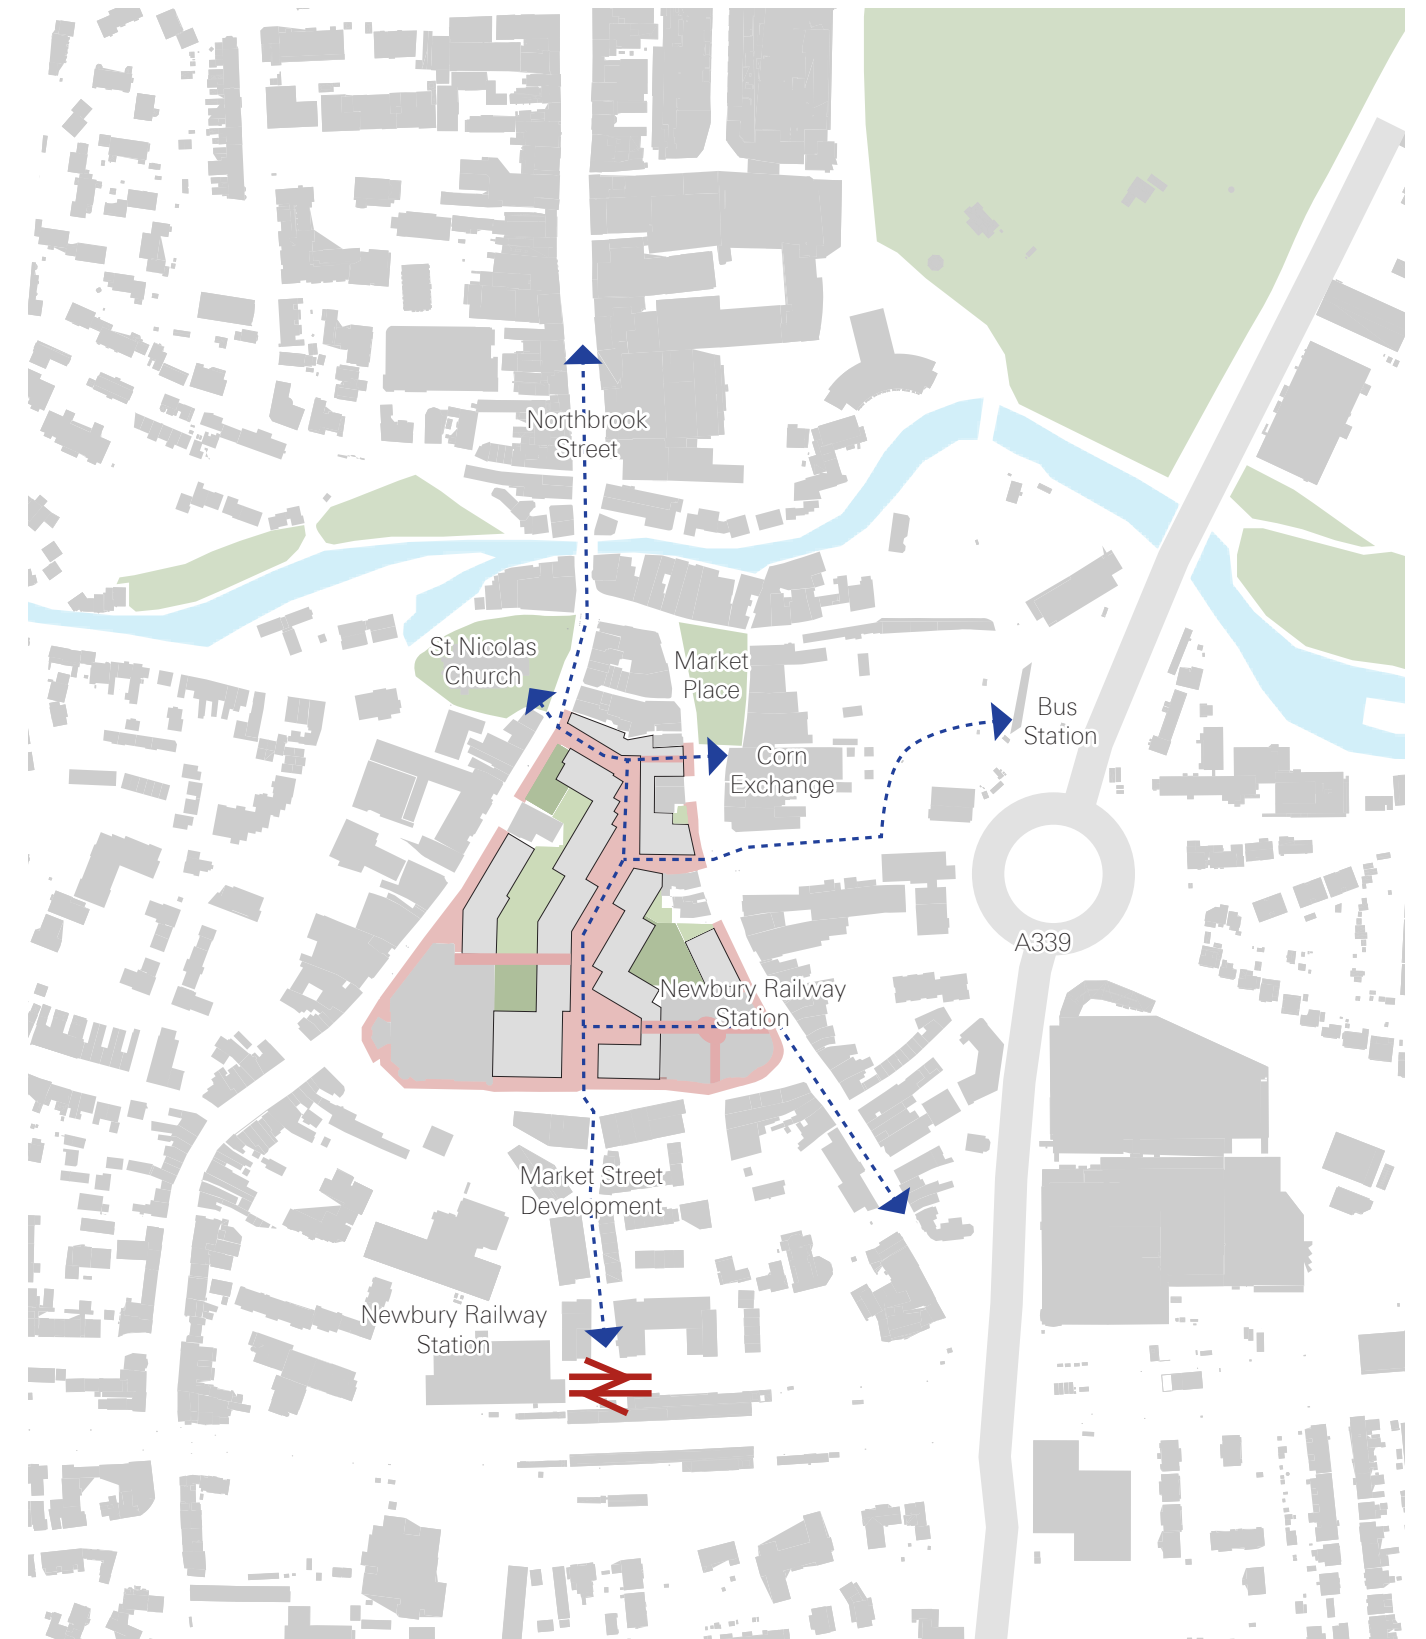 Northbrook
Street
St Nicolas
Church
Market
Place
Bus
Station
Corn
Exchange
A339
Newbury Railway
Station
Market Street
Development
Newbury Railway
Station